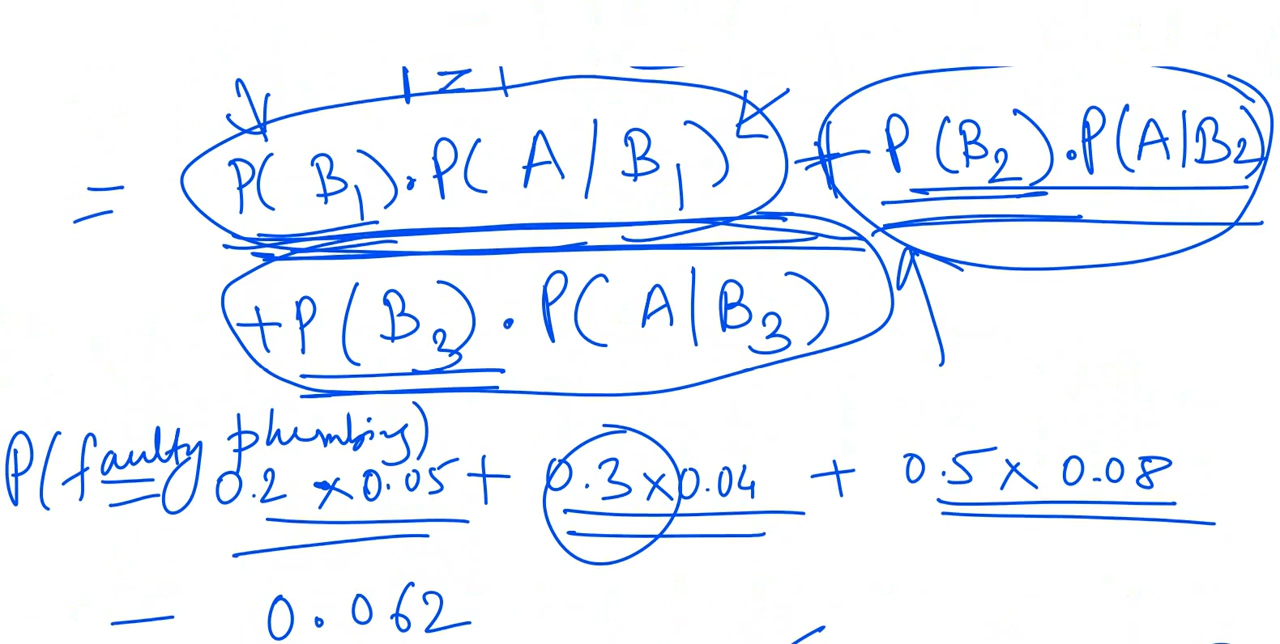 = P(B₁).P(A/B₁) + P(B₂).P(A|B₂)
+P(B₃).P(A|B₃)
P(faulty plumbing)
= 0.2 × 0.05 + 0.3 × 0.04 + 0.5 × 0.08
= 0.062